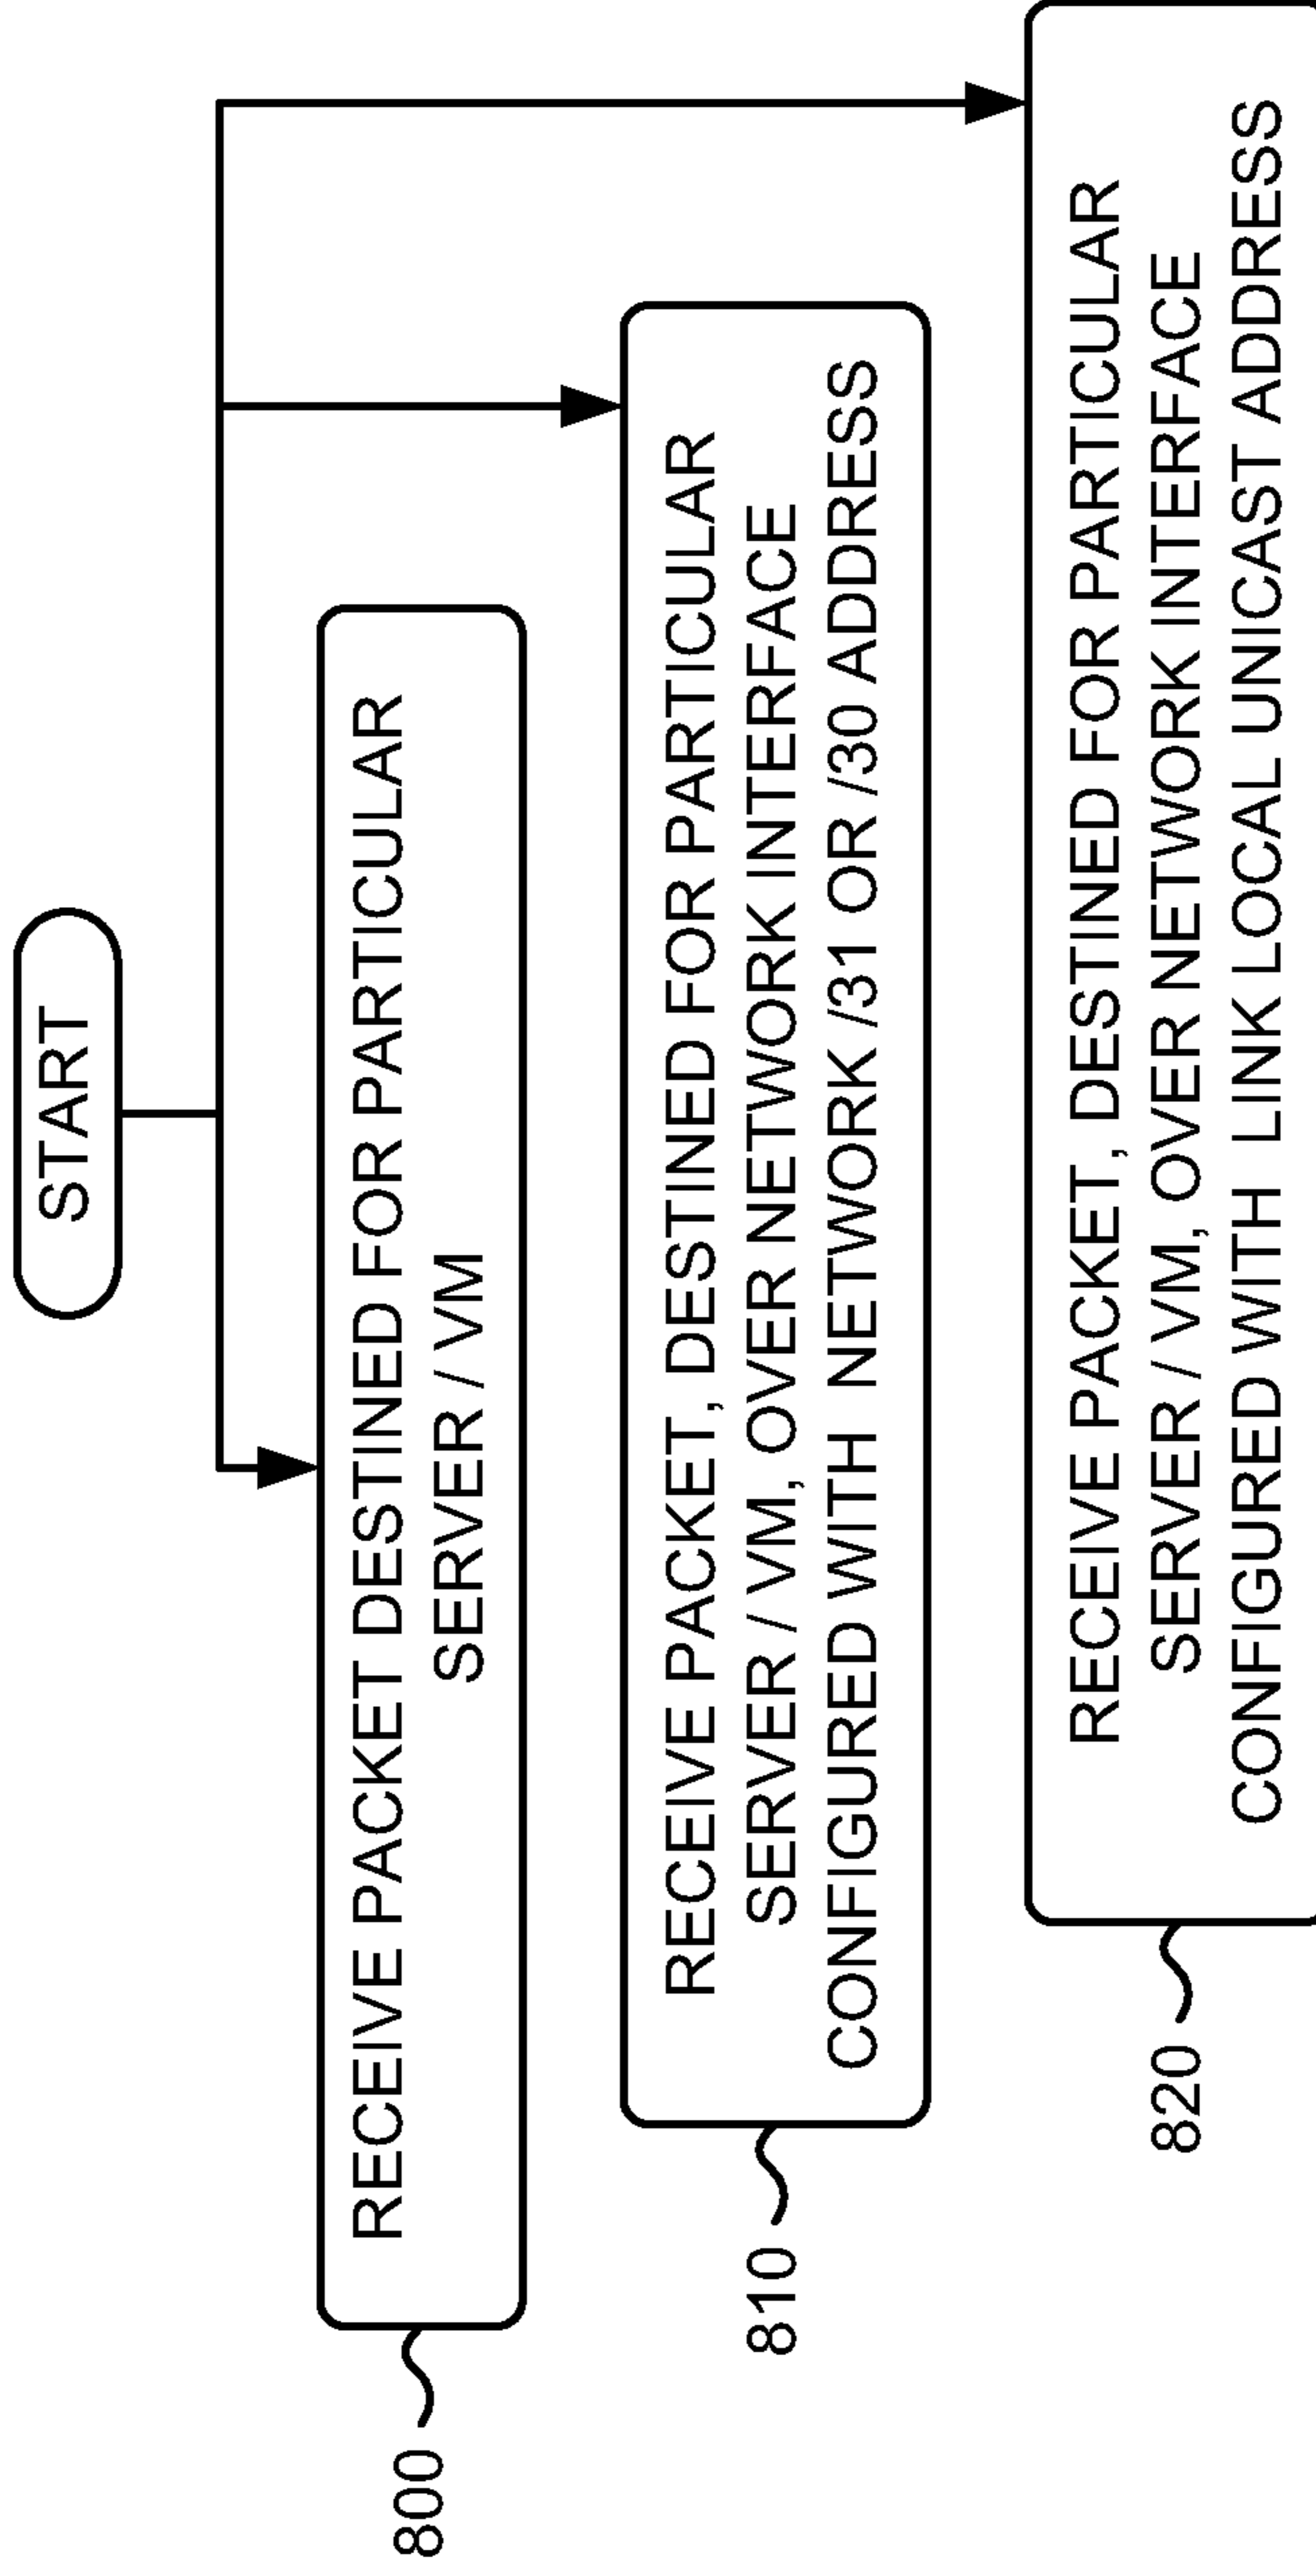 START
RECEIVE PACKET DESTINED FOR PARTICULAR
SERVER / VM
800
RECEIVE PACKET, DESTINED FOR PARTICULAR
SERVER / VM, OVER NETWORK INTERFACE
CONFIGURED WITH NETWORK /31 OR /30 ADDRESS
810
RECEIVE PACKET, DESTINED FOR PARTICULAR
SERVER / VM, OVER NETWORK INTERFACE
CONFIGURED WITH LINK LOCAL UNICAST ADDRESS
820